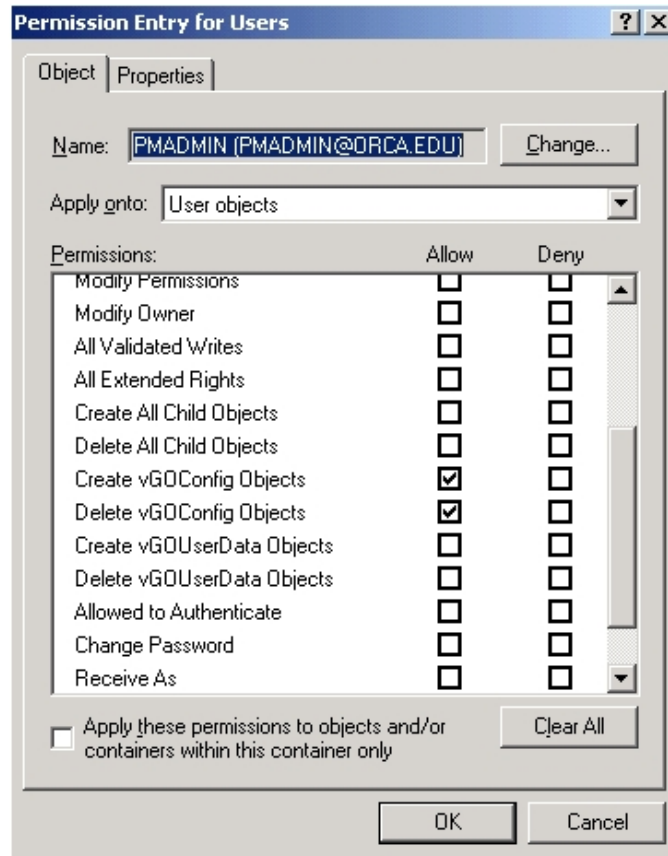 Permission Entry for Users
Object Properties
Name: PMADMIN (PMADMIN@ORCA.EDU) Change...
Apply onto: User objects
Permissions: Allow Deny
Modify Permissions
Modify Owner
All Validated Writes
All Extended Rights
Create All Child Objects
Delete All Child Objects
Create vGOConfig Objects
Delete vGOConfig Objects
Create vGOUserData Objects
Delete vGOUserData Objects
Allowed to Authenticate
Change Password
Receive As
Apply these permissions to objects and/or
containers within this container only
Clear All
OK Cancel